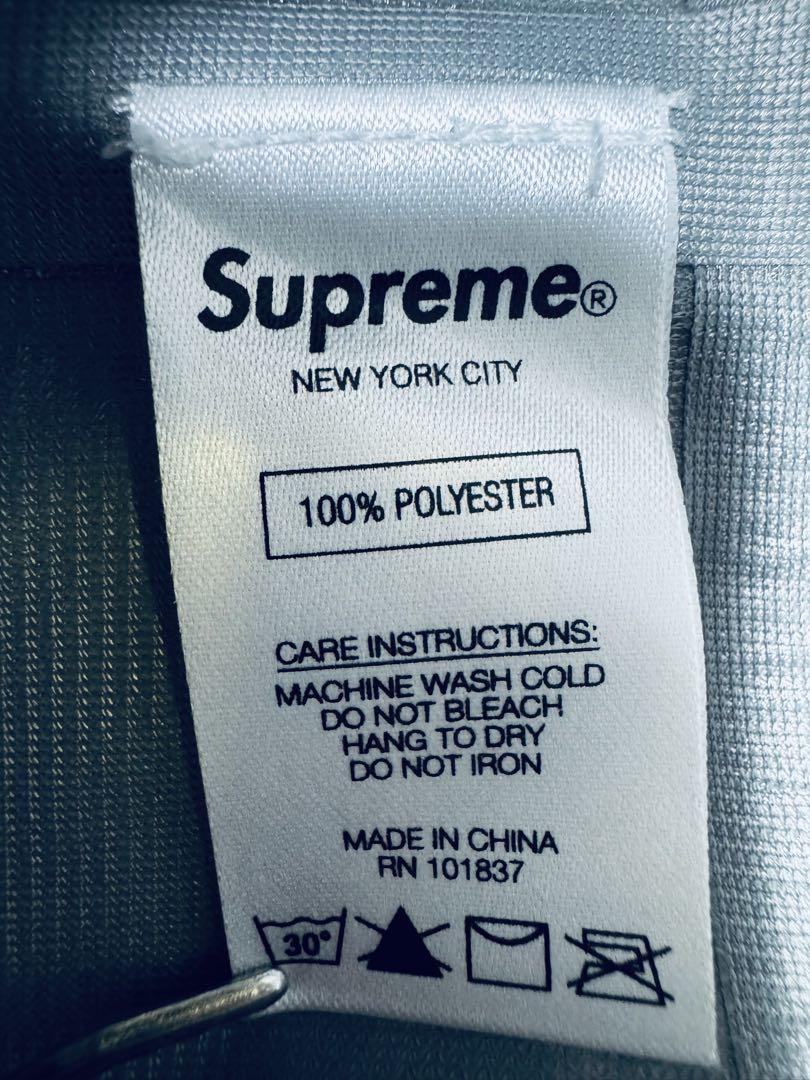 Supreme®
NEW YORK CITY
100% POLYESTER
CARE INSTRUCTIONS:
MACHINE WASH COLD
DO NOT BLEACH
HANG TO DRY
DO NOT IRON
MADE IN CHINA
RN 101837
30°